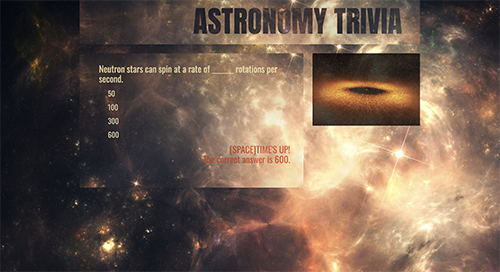 ASTRONOMY TRIVIA
Neutron stars can spin at a rate of ______ rotations per
second.
50
100
300
600
[SPACE]TIME'S UP!
The correct answer is 600.